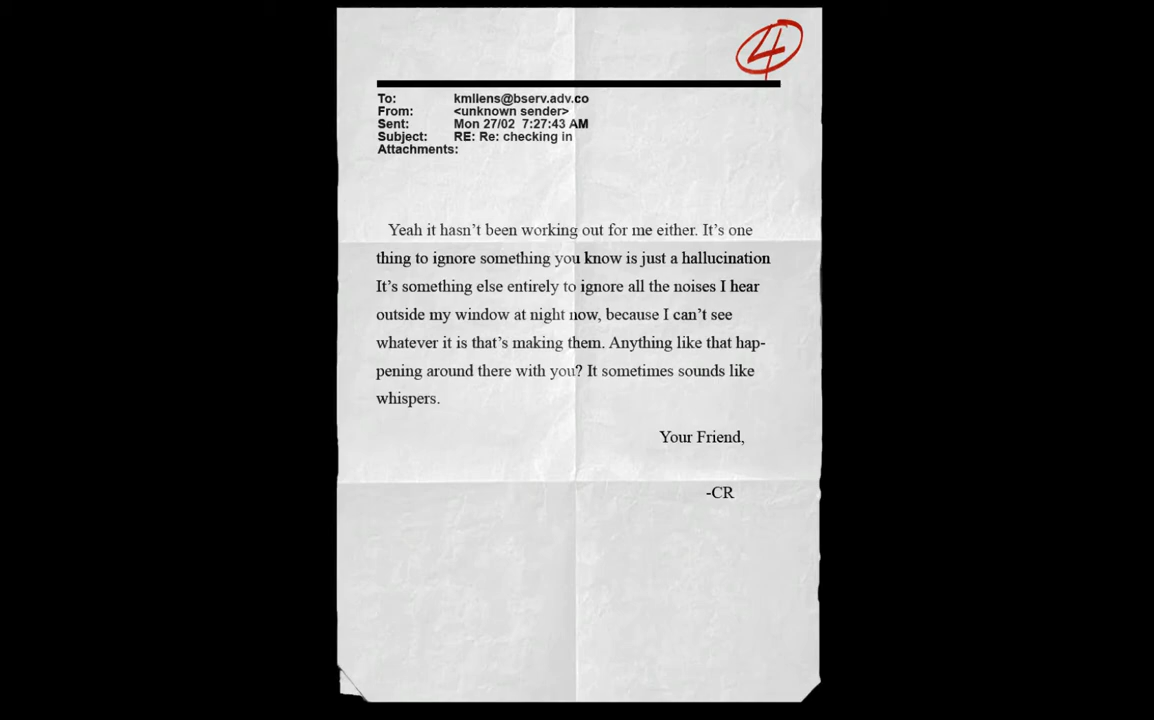 4
To: kmllens@bserv.adv.co
From: <unknown sender>
Sent: Mon 27/02 7:27:43 AM
Subject: RE: Re: checking in
Attachments:
Yeah it hasn't been working out for me either. It's one
thing to ignore something you know is just a hallucination
It's something else entirely to ignore all the noises I hear
outside my window at night now, because I can't see
whatever it is that's making them. Anything like that hap-
pening around there with you? It sometimes sounds like
whispers.
Your Friend,
-CR